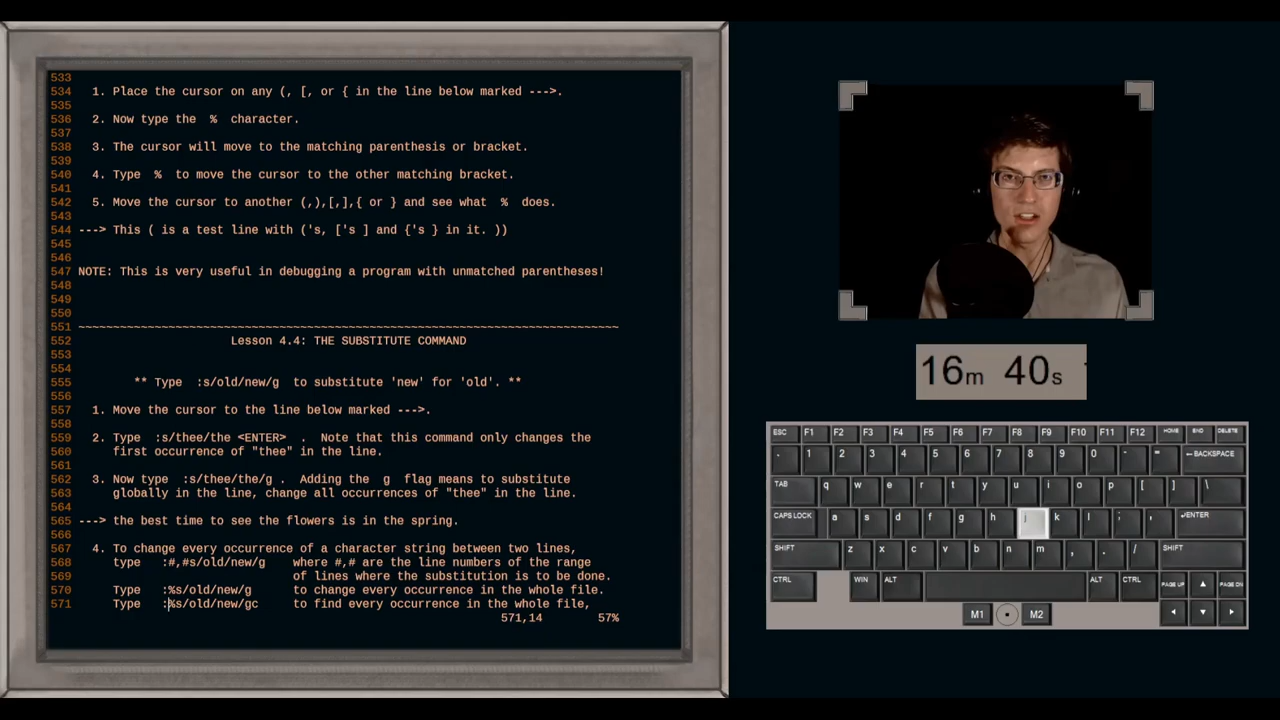 533
534 1. Place the cursor on any (, [, or { in the line below marked --->.
535
536 2. Now type the % character.
537
538 3. The cursor will move to the matching parenthesis or bracket.
539
540 4. Type % to move the cursor to the other matching bracket.
541
542 5. Move the cursor to another (,),[,],{ or } and see what % does.
543
544 ---> This ( is a test line with ('s, ['s ] and {'s } in it. ))
545
546
547 NOTE: This is very useful in debugging a program with unmatched parentheses!
548
549
550
551 ~~~~~~~~~~~~~~~~~~~~~~~~~~~~~~~~~~~~~~~~~~~~~~~~~~~~~~~~~~~~~~~~~~~~~~~~~~~~~~
552 Lesson 4.4: THE SUBSTITUTE COMMAND
553
554
555 ** Type :s/old/new/g to substitute 'new' for 'old'. **
556
557 1. Move the cursor to the line below marked --->.
558
559 2. Type :s/thee/the <ENTER> . Note that this command only changes the
560 first occurrence of "thee" in the line.
561
562 3. Now type :s/thee/the/g . Adding the g flag means to substitute
563 globally in the line, change all occurrences of "thee" in the line.
564
565 ---> the best time to see the flowers is in the spring.
566
567 4. To change every occurrence of a character string between two lines,
568 type :#,#s/old/new/g where #,# are the line numbers of the range
569 of lines where the substitution is to be done.
570 Type :%s/old/new/g to change every occurrence in the whole file.
571 Type :%s/old/new/gc to find every occurrence in the whole file,
571,14 57%
16m 40s
ESC F1 F2 F3 F4 F5 F6 F7 F8 F9 F10 F11 F12 HOME END DELETE
. 1 2 3 4 5 6 7 8 9 0 - = ←BACKSPACE
TAB q w e r t y u i o p [ ] \
CAPS LOCK a s d f g h j k l ; , ↵ENTER
SHIFT z x c v b n m , . / SHIFT
CTRL WIN ALT ALT CTRL PAGE UP ▲ PAGE DN
M1 M2 ◄ ▼ ►